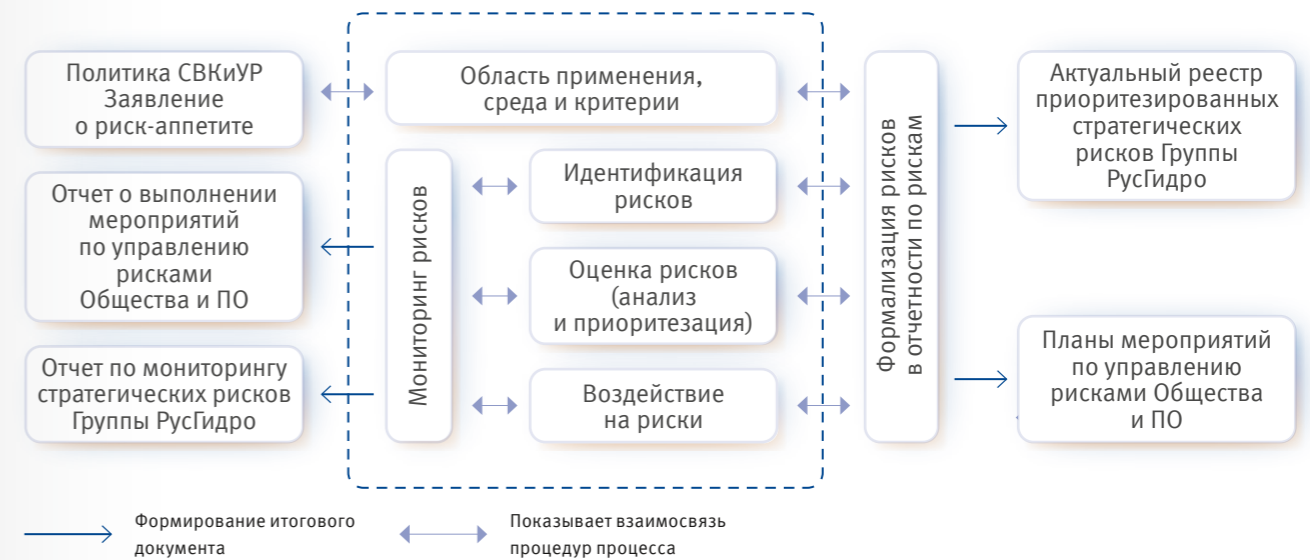 Политика СВКиУР
Заявление
о риск-аппетите
Отчет о выполнении
мероприятий
по управлению
рисками
Общества и ПО
Отчет по мониторингу
стратегических рисков
Группы РусГидро
Область применения,
среда и критерии
Мониторинг рисков
Идентификация
рисков
Оценка рисков
(анализ
и приоритезация)
Воздействие
на риски
Формализация рисков
в отчетности по рискам
Актуальный реестр
приоритезированных
стратегических
рисков Группы
РусГидро
Планы мероприятий
по управлению
рисками Общества
и ПО
Формирование итогового
документа
Показывает взаимосвязь
процедур процесса